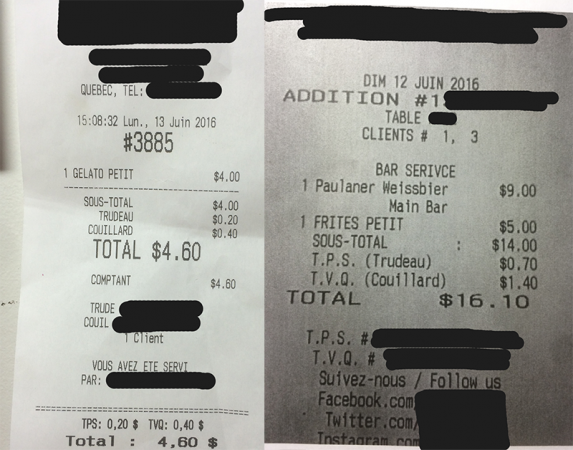 QUEBEC, TEL:
15:08:32 Lun., 13 Juin 2016
#3885
1 GELATO PETIT $4.00
SOUS-TOTAL $4.00
TRUDEAU $0.20
COUILLARD $0.40
TOTAL $4.60
COMPTANT $4.60
TRUDE
COUIL
1 Client
VOUS AVEZ ETE SERVI
PAR:
TPS: 0,20 $ TVQ: 0,40 $
Total : 4,60 $
DIM 12 JUIN 2016
ADDITION #1
TABLE
CLIENTS # 1, 3
BAR SERIVCE
1 Paulaner Weissbier $9.00
Main Bar
1 FRITES PETIT $5.00
SOUS-TOTAL : $14.00
T.P.S. (Trudeau) $0.70
T.V.Q. (Couillard) $1.40
TOTAL $16.10
T.P.S. #
T.V.Q. #
Suivez-nous / Follow us
Facebook.com
Twitter.com/
Instagram.com